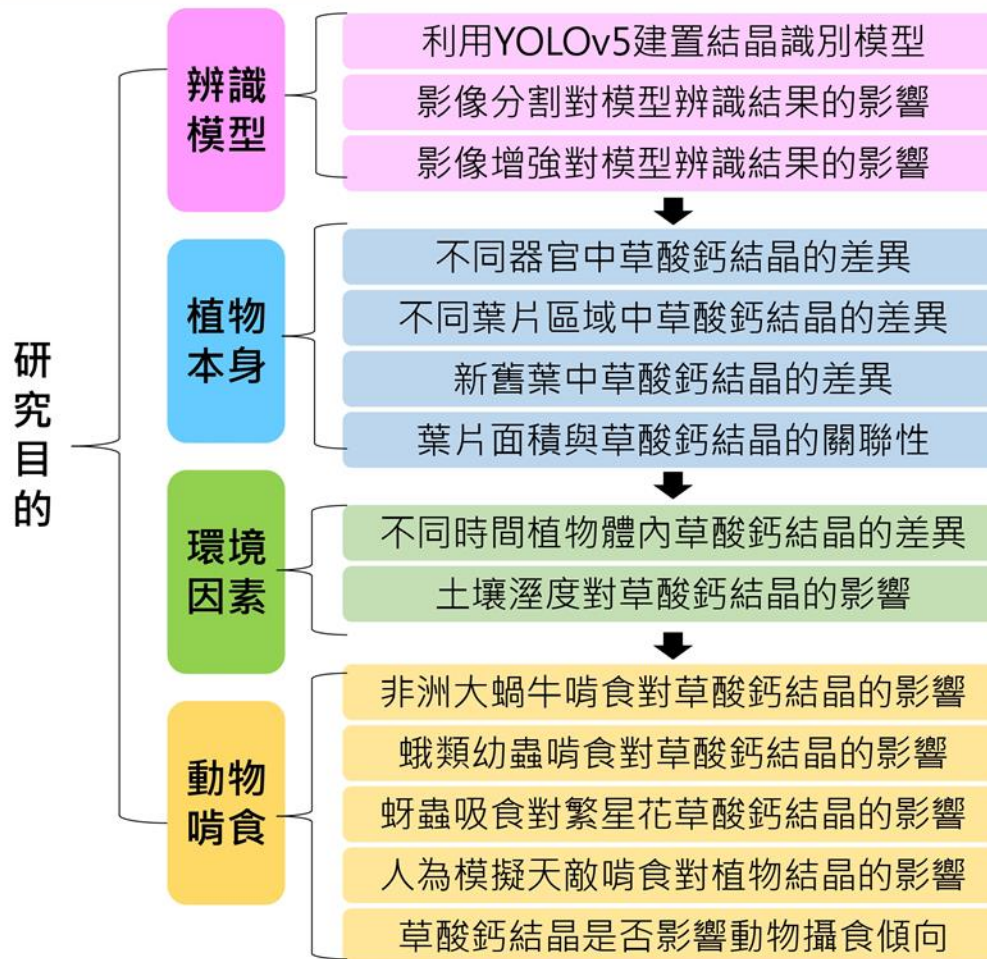 研究目的
辨識
模型
利用YOLOv5建置結晶識別模型
影像分割對模型辨識結果的影響
影像增強對模型辨識結果的影響
植物
本身
不同器官中草酸鈣結晶的差異
不同葉片區域中草酸鈣結晶的差異
新舊葉中草酸鈣結晶的差異
葉片面積與草酸鈣結晶的關聯性
環境
因素
不同時間植物體內草酸鈣結晶的差異
土壤溼度對草酸鈣結晶的影響
動物
啃食
非洲大蝸牛啃食對草酸鈣結晶的影響
蛾類幼蟲啃食對草酸鈣結晶的影響
蚜蟲吸食對繁星花草酸鈣結晶的影響
人為模擬天敵啃食對植物結晶的影響
草酸鈣結晶是否影響動物攝食傾向